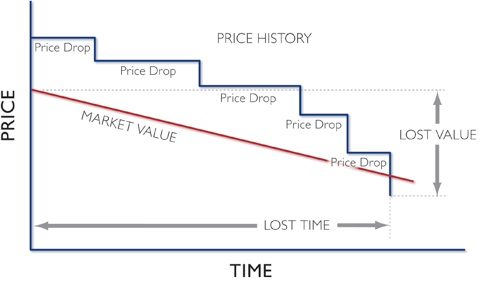 PRICE HISTORY
Price Drop
Price Drop
Price Drop
Price Drop
Price Drop
MARKET VALUE
LOST VALUE
LOST TIME
PRICE
TIME